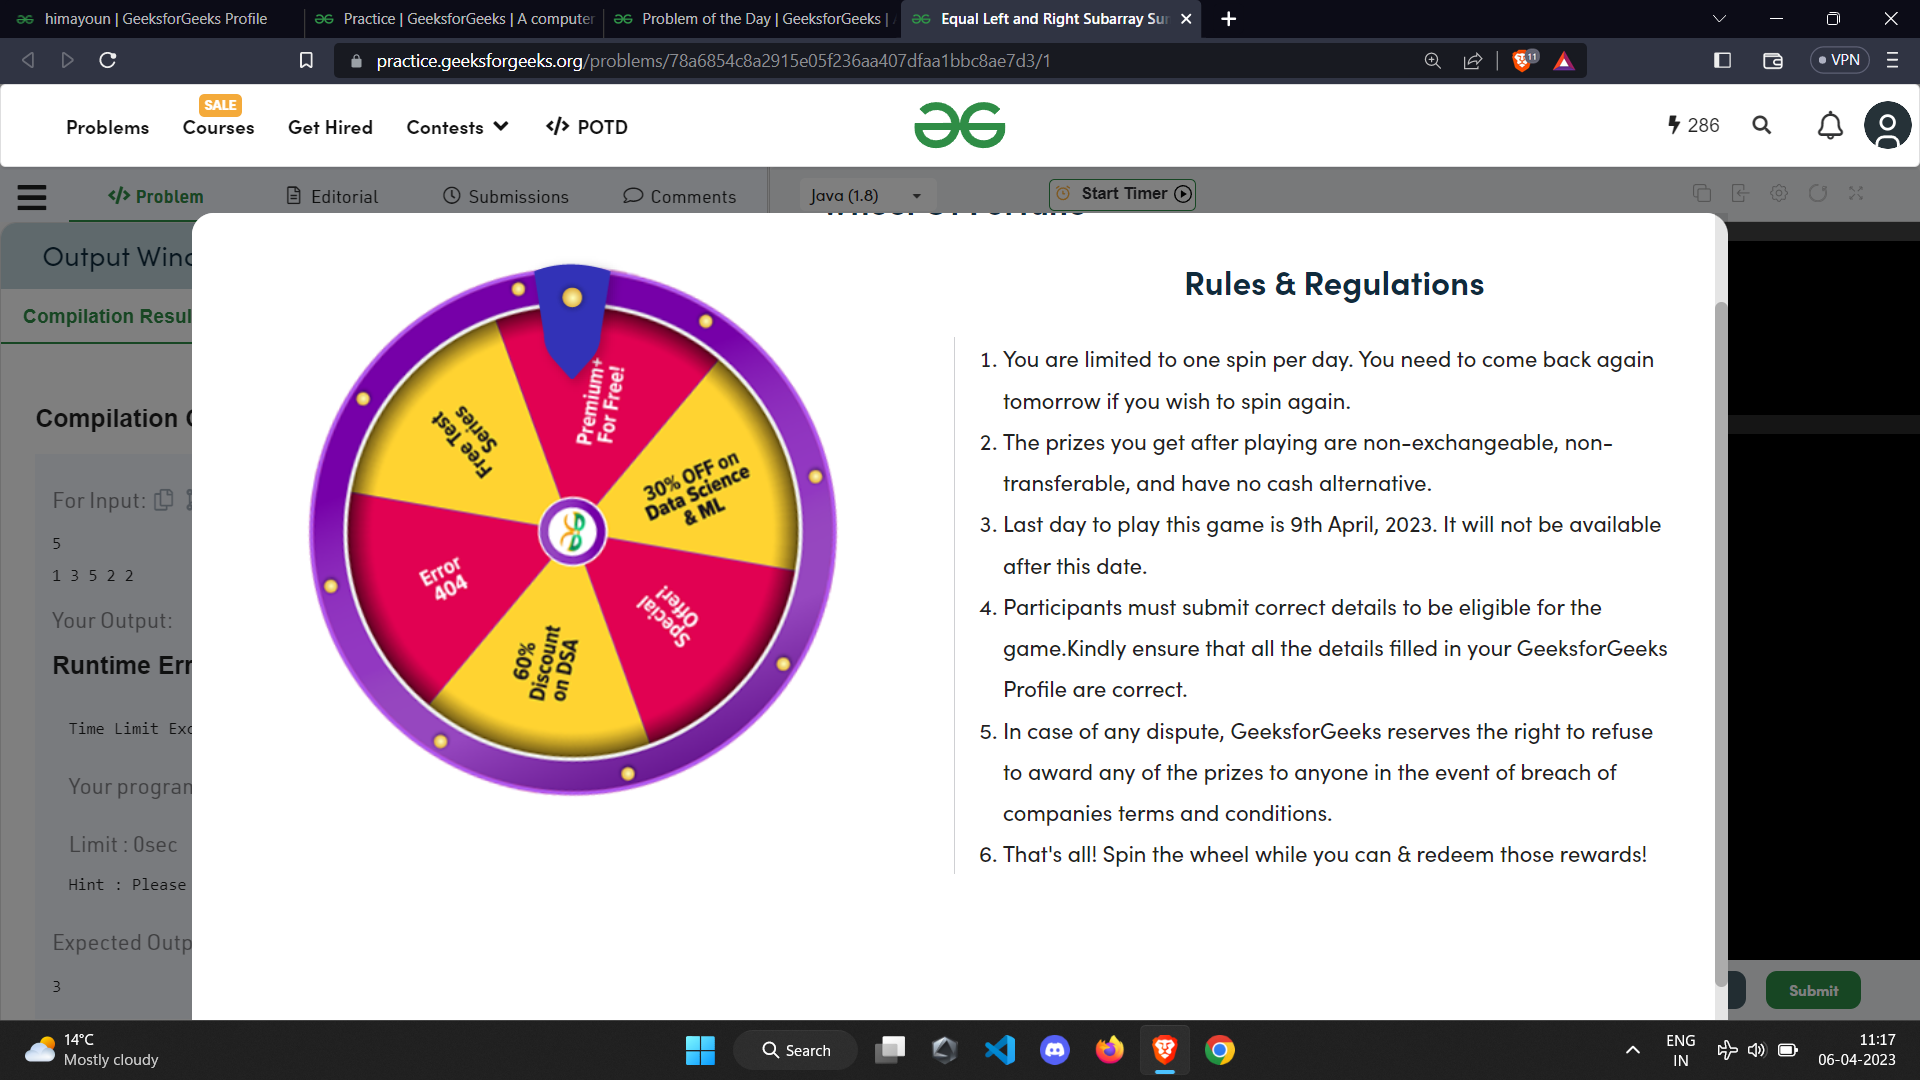 himayoun | GeeksforGeeks Profile
Practice | GeeksforGeeks | A computer
Problem of the Day | GeeksforGeeks |
Equal Left and Right Subarray Su
practice.geeksforgeeks.org/problems/78a6854c8a2915e05f236aa407dfaa1bbc8ae7d3/1
11
VPN
Problems
SALE
Courses
Get Hired
Contests
</> POTD
286
</> Problem
Editorial
Submissions
Comments
Java (1.8)
Start Timer
Output Win
Compilation Resul
Compilation
For Input:
5
1 3 5 2 2
Your Output:
Runtime Err
Time Limit Exc
Your progran
Limit : 0sec
Hint : Please
Expected Outp
3
Premium+
For Free!
30% OFF on
Data Science
& ML
Special
Offer!
60%
Discount
on DSA
Error
404
Free Test
Series
Rules & Regulations
1. You are limited to one spin per day. You need to come back again
tomorrow if you wish to spin again.
2. The prizes you get after playing are non-exchangeable, non-
transferable, and have no cash alternative.
3. Last day to play this game is 9th April, 2023. It will not be available
after this date.
4. Participants must submit correct details to be eligible for the
game.Kindly ensure that all the details filled in your GeeksforGeeks
Profile are correct.
5. In case of any dispute, GeeksforGeeks reserves the right to refuse
to award any of the prizes to anyone in the event of breach of
companies terms and conditions.
6. That's all! Spin the wheel while you can & redeem those rewards!
Submit
14°C
Mostly cloudy
Search
ENG
IN
11:17
06-04-2023